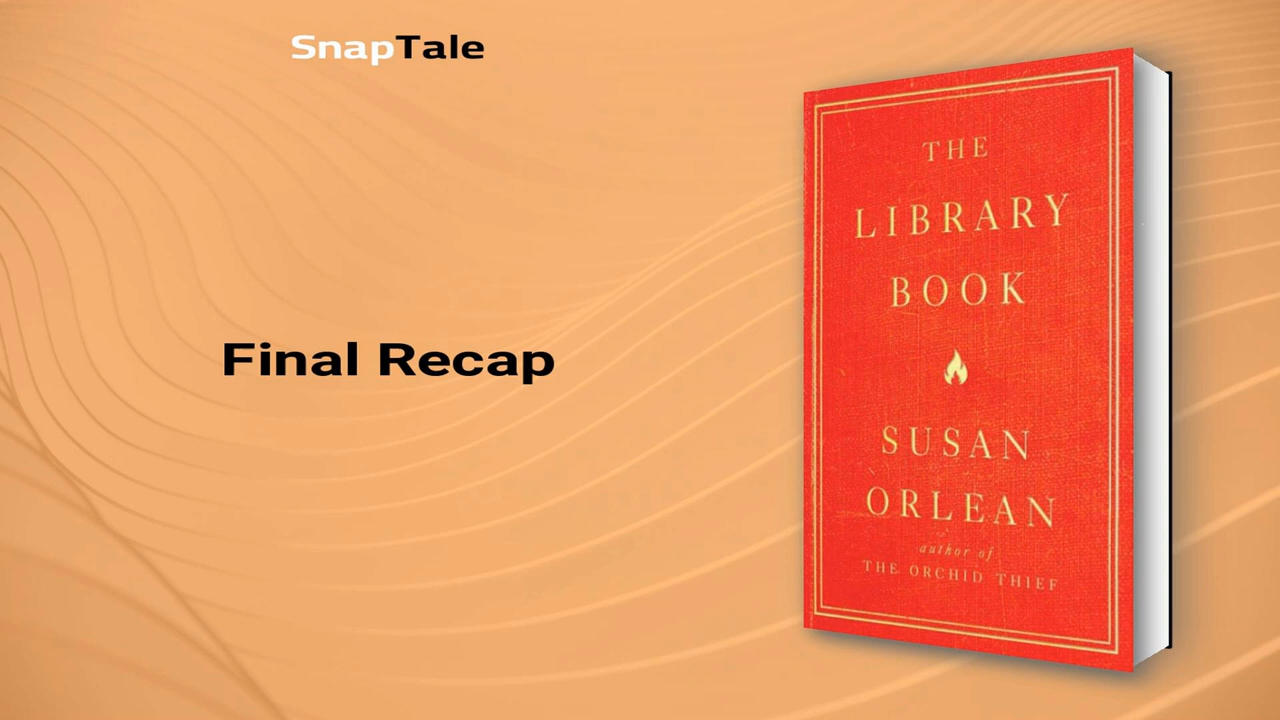 SnapTale
Final Recap
THE
LIBRARY
BOOK
SUSAN
ORLEAN
author of
THE ORCHID THIEF